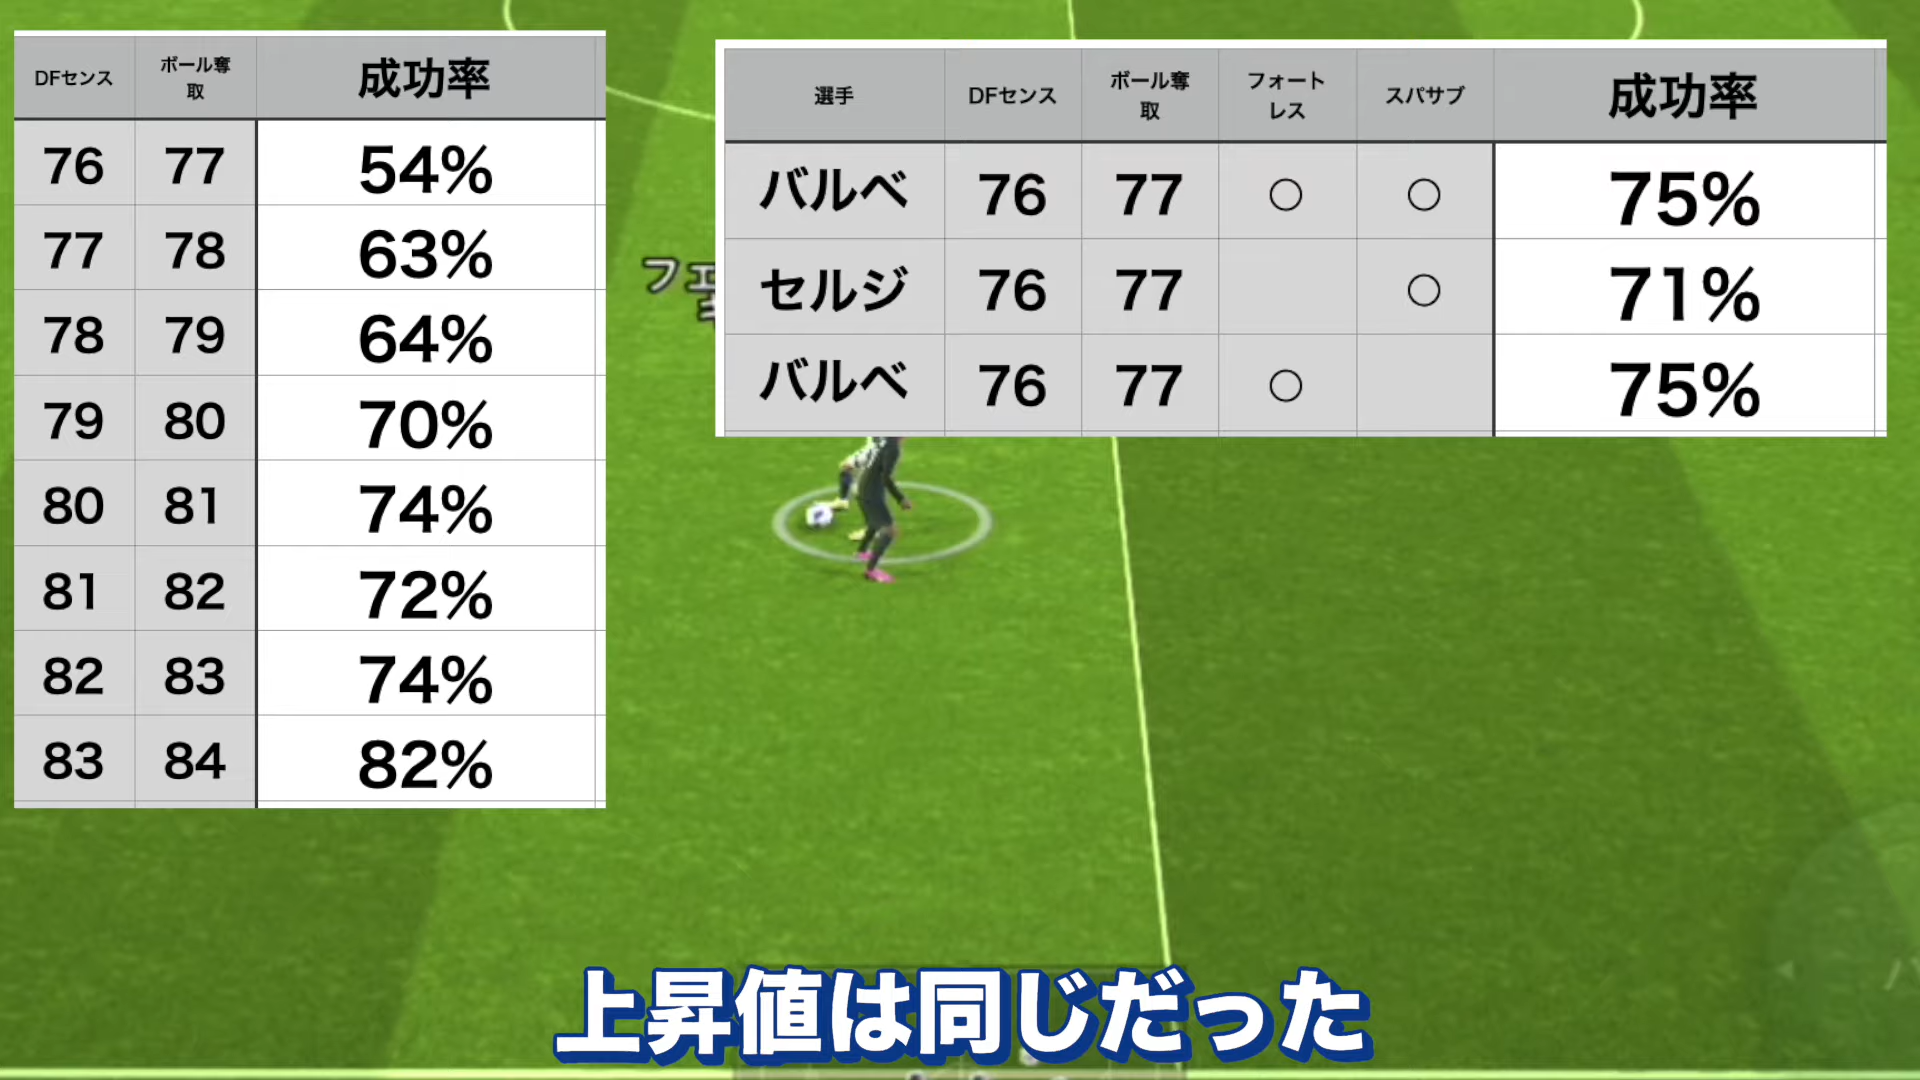 DFセンス ボール奪取 成功率
76 77 54%
77 78 63%
78 79 64%
79 80 70%
80 81 74%
81 82 72%
82 83 74%
83 84 82%
選手 DFセンス ボール奪取 フォートレス スパサブ 成功率
バルベ 76 77 ○ ○ 75%
セルジ 76 77 ○ 71%
バルベ 76 77 ○ 75%
上昇値は同じだった